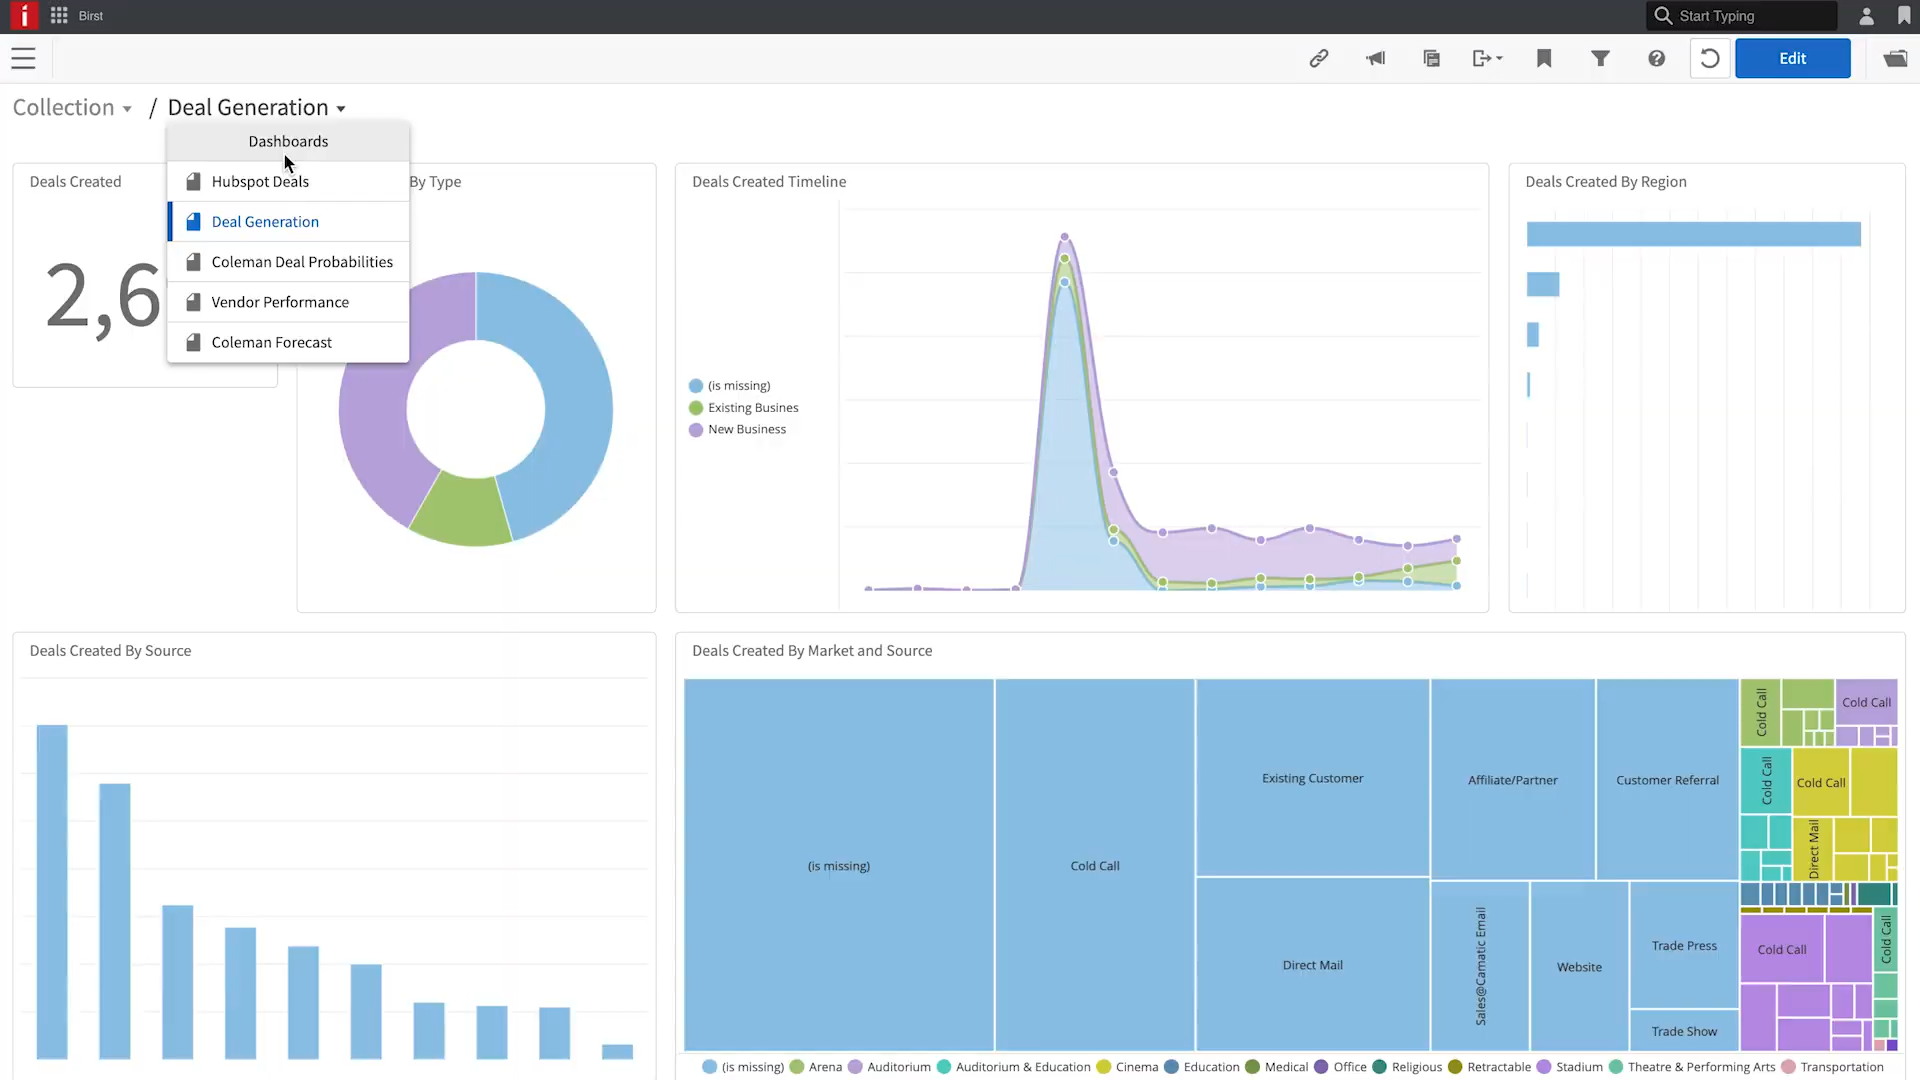 Birst
Start Typing
Edit
Collection / Deal Generation
Dashboards
Hubspot Deals
Deal Generation
Coleman Deal Probabilities
Vendor Performance
Coleman Forecast
Deals Created
2,6
By Type
Deals Created Timeline
(is missing)
Existing Busines
New Business
Deals Created By Region
Deals Created By Source
Deals Created By Market and Source
(is missing)
Cold Call
Existing Customer
Direct Mail
Affiliate/Partner
Customer Referral
Sales@Camatic Email
Website
Trade Press
Trade Show
Cold Call
Cold Call
Cold Call
Cold Call
Direct Mail
Cold Call
Cold Call
(is missing) Arena Auditorium Auditorium & Education Cinema Education Medical Office Religious Retractable Stadium Theatre & Performing Arts Transportation